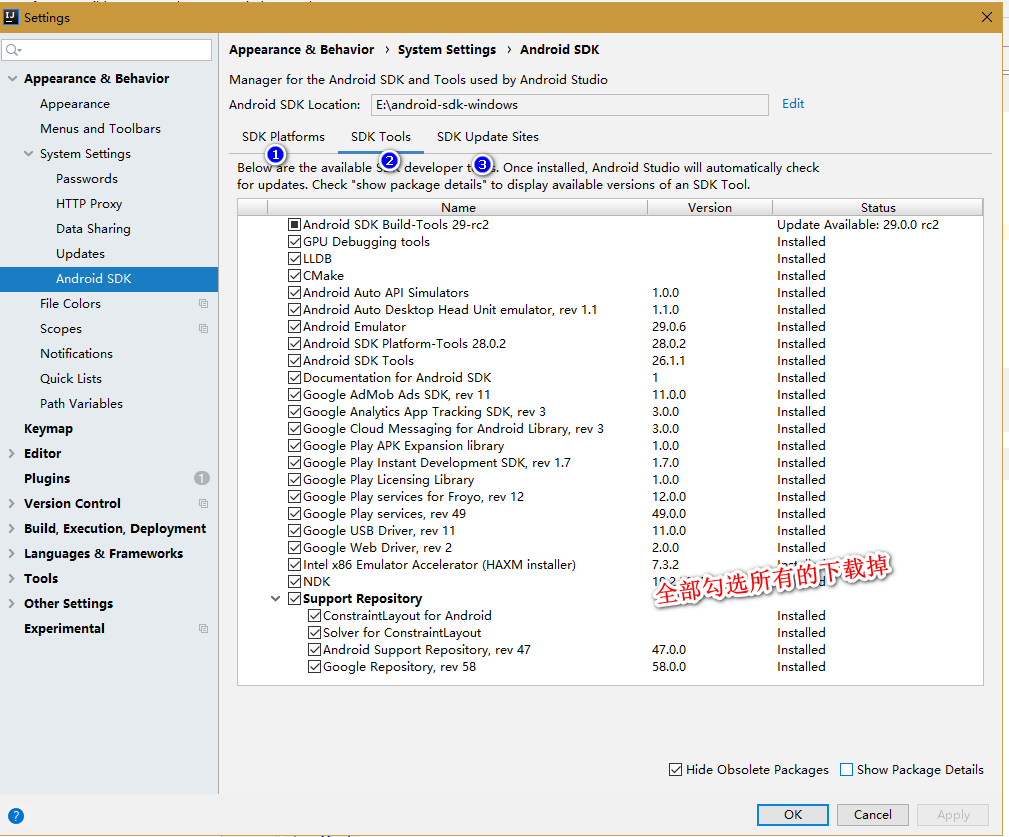 Settings
Appearance & Behavior
Appearance
Menus and Toolbars
System Settings
Passwords
HTTP Proxy
Data Sharing
Updates
Android SDK
File Colors
Scopes
Notifications
Quick Lists
Path Variables
Keymap
Editor
Plugins 1
Version Control
Build, Execution, Deployment
Languages & Frameworks
Tools
Other Settings
Experimental
Appearance & Behavior › System Settings › Android SDK
Manager for the Android SDK and Tools used by Android Studio
Android SDK Location: E:\android-sdk-windows Edit
SDK Platforms SDK Tools SDK Update Sites
1 2 3
Below are the available developer Once installed, Android Studio will automatically check
for updates. Check "show package details" to display available versions of an SDK Tool.
Name Version Status
Android SDK Build-Tools 29-rc2 Update Available: 29.0.0 rc2
GPU Debugging tools Installed
LLDB Installed
CMake Installed
Android Auto API Simulators 1.0.0 Installed
Android Auto Desktop Head Unit emulator, rev 1.1 1.1.0 Installed
Android Emulator 29.0.6 Installed
Android SDK Platform-Tools 28.0.2 28.0.2 Installed
Android SDK Tools 26.1.1 Installed
Documentation for Android SDK 1 Installed
Google AdMob Ads SDK, rev 11 11.0.0 Installed
Google Analytics App Tracking SDK, rev 3 3.0.0 Installed
Google Cloud Messaging for Android Library, rev 3 3.0.0 Installed
Google Play APK Expansion library 1.0.0 Installed
Google Play Instant Development SDK, rev 1.7 1.7.0 Installed
Google Play Licensing Library 1.0.0 Installed
Google Play services for Froyo, rev 12 12.0.0 Installed
Google Play services, rev 49 49.0.0 Installed
Google USB Driver, rev 11 11.0.0 Installed
Google Web Driver, rev 2 2.0.0 Installed
Intel x86 Emulator Accelerator (HAXM installer) 7.3.2
NDK
全部勾选所有的下载掉
Support Repository
ConstraintLayout for Android Installed
Solver for ConstraintLayout Installed
Android Support Repository, rev 47 47.0.0 Installed
Google Repository, rev 58 58.0.0 Installed
Hide Obsolete Packages Show Package Details
? OK Cancel Apply